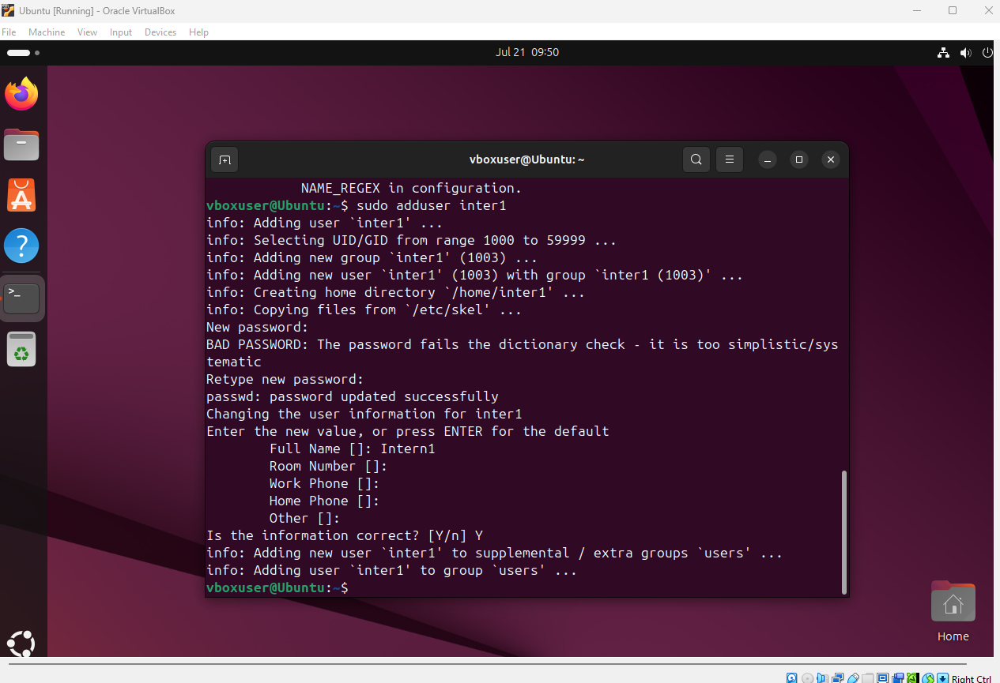 Ubuntu [Running] - Oracle VirtualBox
File Machine View Input Devices Help
Jul 21 09:50
vboxuser@Ubuntu: ~
NAME_REGEX in configuration.
vboxuser@Ubuntu:~$ sudo adduser inter1
info: Adding user `inter1' ...
info: Selecting UID/GID from range 1000 to 59999 ...
info: Adding new group `inter1' (1003) ...
info: Adding new user `inter1' (1003) with group `inter1 (1003)' ...
info: Creating home directory `/home/inter1' ...
info: Copying files from `/etc/skel' ...
New password:
BAD PASSWORD: The password fails the dictionary check - it is too simplistic/sys
tematic
Retype new password:
passwd: password updated successfully
Changing the user information for inter1
Enter the new value, or press ENTER for the default
Full Name []: Intern1
Room Number []:
Work Phone []:
Home Phone []:
Other []:
Is the information correct? [Y/n] Y
info: Adding new user `inter1' to supplemental / extra groups `users' ...
info: Adding user `inter1' to group `users' ...
vboxuser@Ubuntu:~$
Home
Right Ctrl